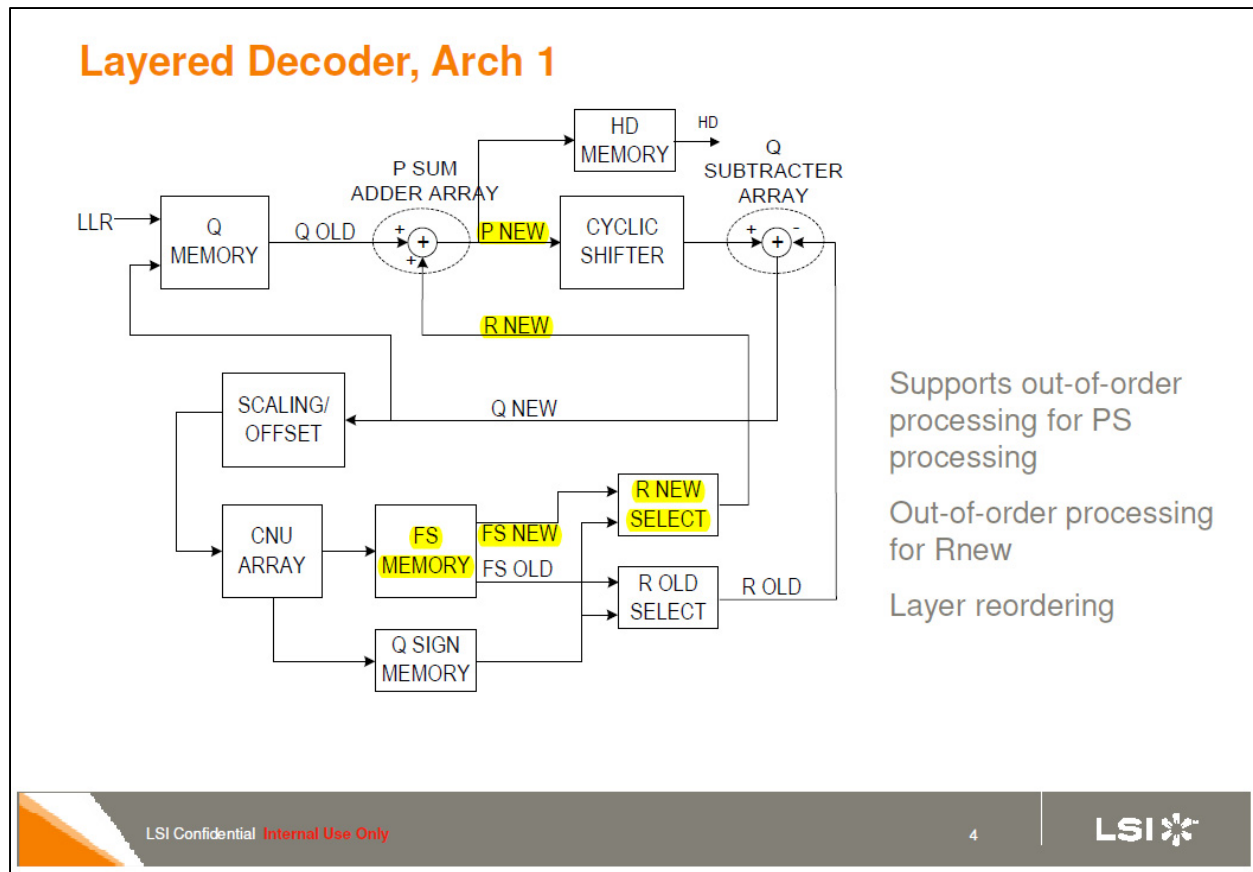 Layered Decoder, Arch 1
HD
MEMORY
HD
P SUM
ADDER ARRAY
Q
SUBTRACTER
ARRAY
LLR
Q
MEMORY
Q OLD
+
+
+
P NEW
CYCLIC
SHIFTER
+
+
-
R NEW
SCALING/
OFFSET
Q NEW
CNU
ARRAY
FS
MEMORY
FS NEW
FS OLD
R NEW
SELECT
R OLD
SELECT
R OLD
Q SIGN
MEMORY
Supports out-of-order
processing for PS
processing
Out-of-order processing
for Rnew
Layer reordering
LSI Confidential Internal Use Only
4
LSI